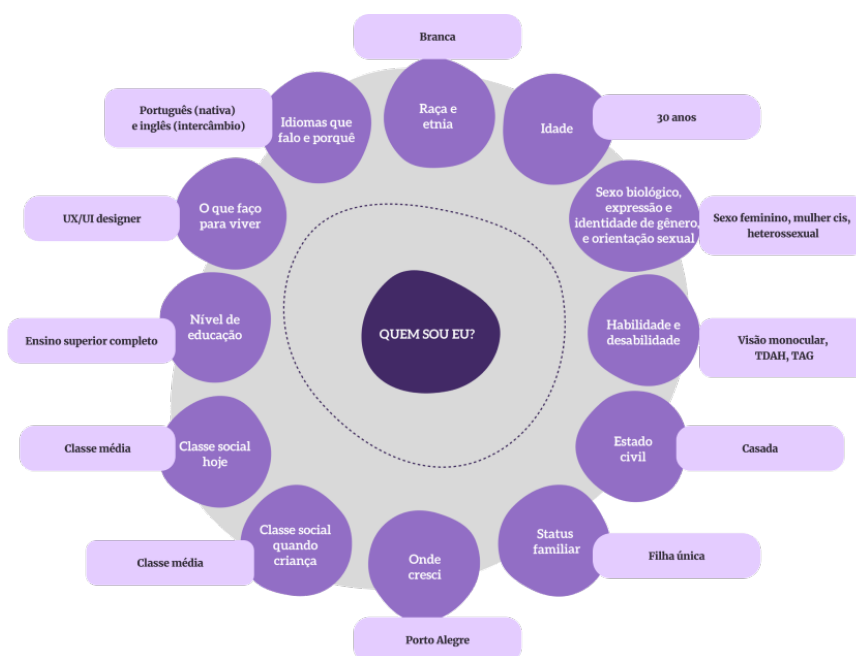 Branca
Raça e
etnia
Idade
30 anos
Sexo biológico,
expressão e
identidade de gênero,
e orientação sexual
Sexo feminino, mulher cis,
heterossexual
Habilidade e
desabilidade
Visão monocular,
TDAH, TAG
Estado
civil
Casada
Status
familiar
Filha única
Onde
cresci
Porto Alegre
Classe social
quando
criança
Classe média
Classe social
hoje
Classe média
Nível de
educação
Ensino superior completo
O que faço
para viver
UX/UI designer
Idiomas que
falo e porquê
Português (nativa)
e inglês (intercâmbio)
QUEM SOU EU?